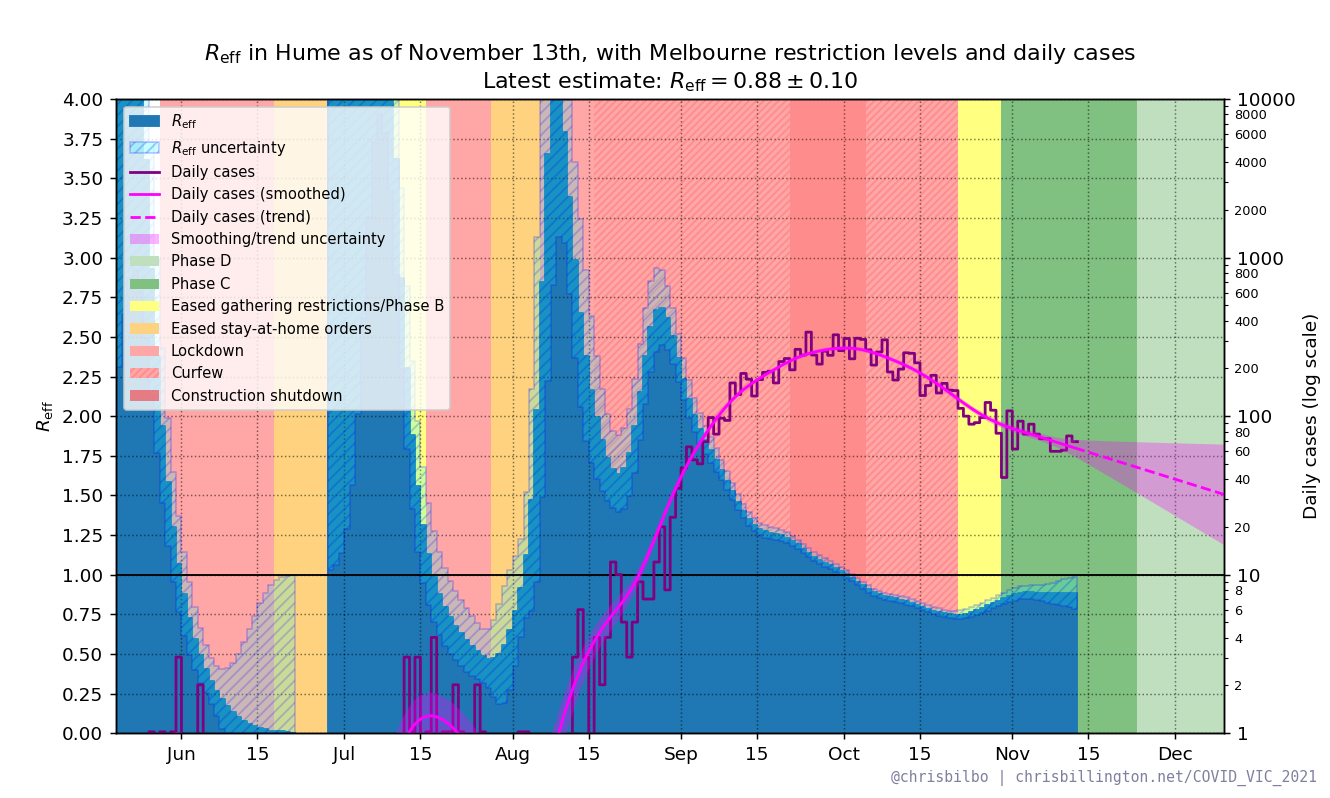 Reff in Hume as of November 13th, with Melbourne restriction levels and daily cases
Latest estimate: Reff = 0.88 ± 0.10
Reff
4.00
3.75
3.50
3.25
3.00
2.75
2.50
2.25
2.00
1.75
1.50
1.25
1.00
0.75
0.50
0.25
0.00
Reff
Reff uncertainty
Daily cases
Daily cases (smoothed)
Daily cases (trend)
Smoothing/trend uncertainty
Phase D
Phase C
Eased gathering restrictions/Phase B
Eased stay-at-home orders
Lockdown
Curfew
Construction shutdown
10000
8000
6000
4000
2000
1000
800
600
400
200
100
80
60
40
20
10
8
6
4
2
1
Daily cases (log scale)
Jun 15 Jul 15 Aug 15 Sep 15 Oct 15 Nov 15 Dec
@chrisbilbo | chrisbillington.net/COVID_VIC_2021